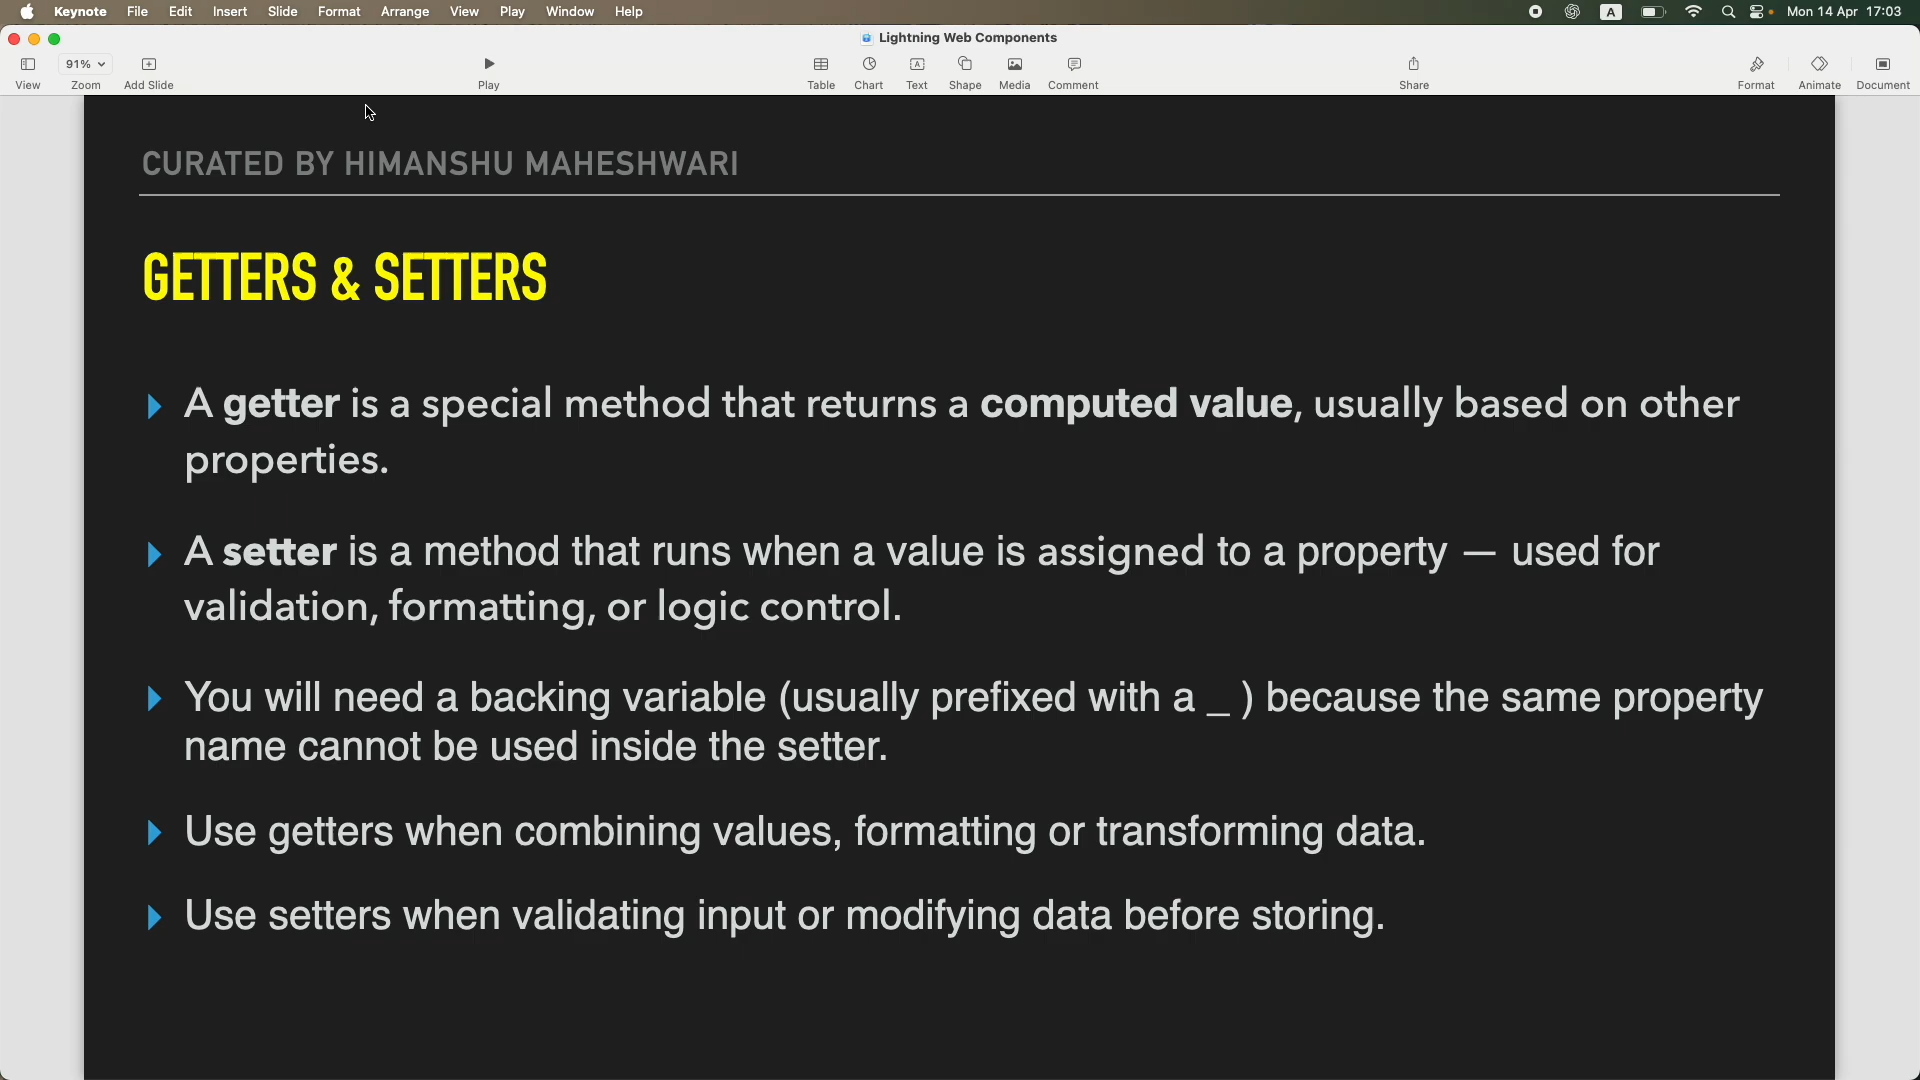 Keynote File Edit Insert Slide Format Arrange View Play Window Help A Mon 14 Apr 17:03
Lightning Web Components
91%
View Zoom Add Slide Play Table Chart Text Shape Media Comment Share Format Animate Document
CURATED BY HIMANSHU MAHESHWARI
GETTERS & SETTERS
A getter is a special method that returns a computed value, usually based on other
properties.
A setter is a method that runs when a value is assigned to a property — used for
validation, formatting, or logic control.
You will need a backing variable (usually prefixed with a _ ) because the same property
name cannot be used inside the setter.
Use getters when combining values, formatting or transforming data.
Use setters when validating input or modifying data before storing.